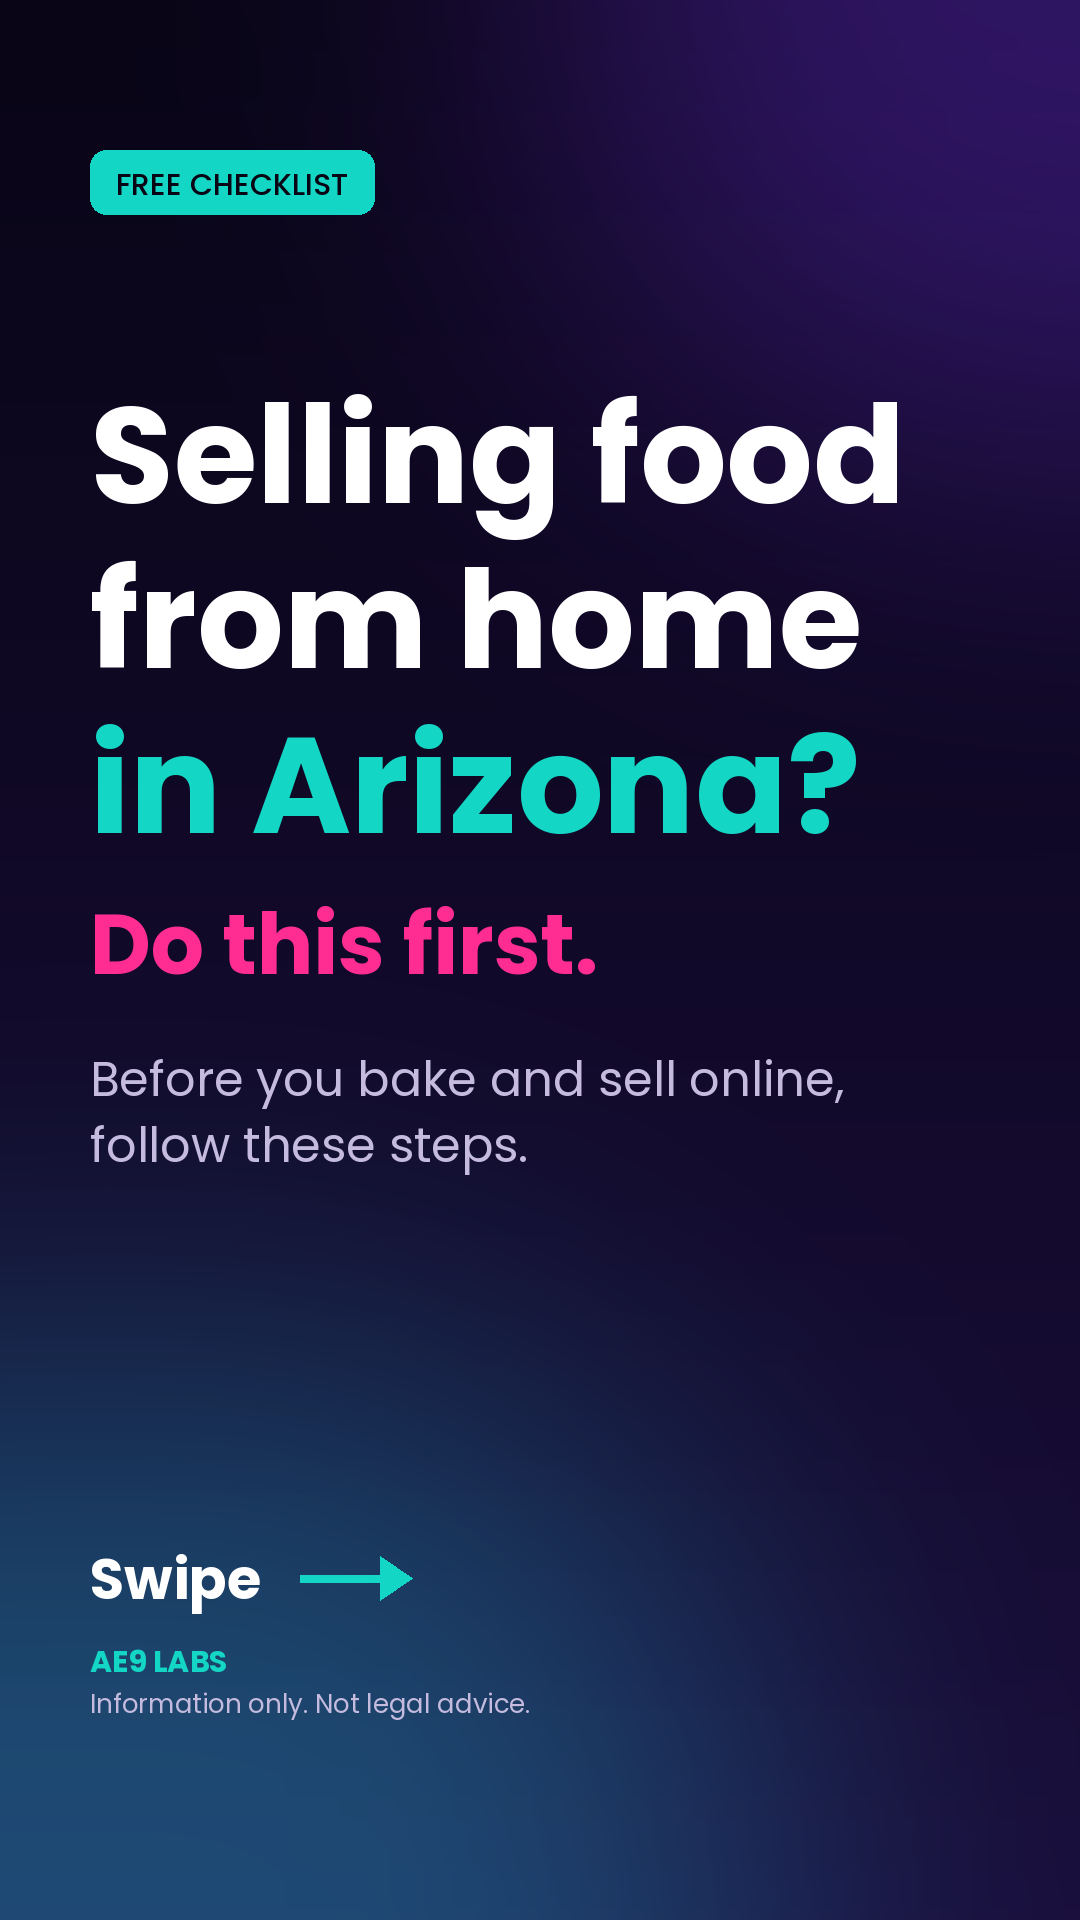 FREE CHECKLIST
Selling food
from home
in Arizona?
Do this first.
Before you bake and sell online,
follow these steps.
Swipe
AE9 LABS
Information only. Not legal advice.